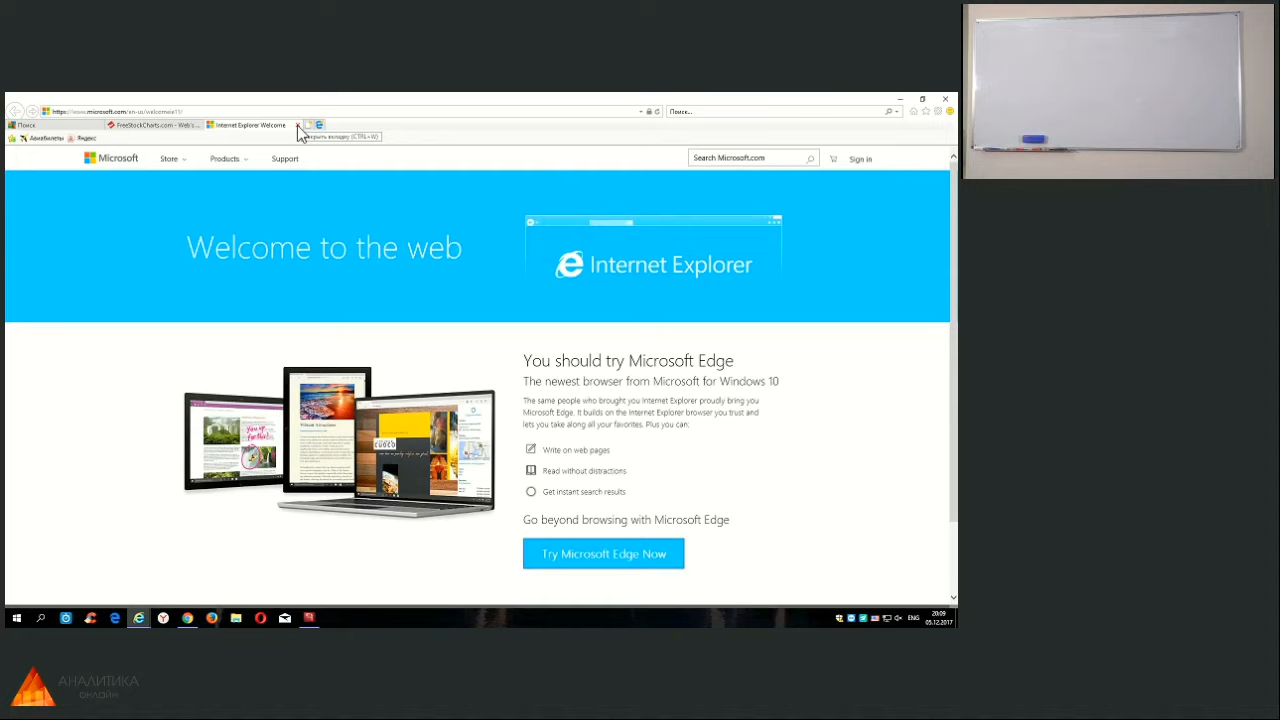 https://www.microsoft.com/en-us/welcomeie11/
Поиск...
Поиск
FreeStockCharts.com - Web's...
Internet Explorer Welcome
Закрыть вкладку (CTRL+W)
Авиабилеты
Яндекс
Microsoft
Store
Products
Support
Search Microsoft.com
Sign in
Welcome to the web
Internet Explorer
You should try Microsoft Edge
The newest browser from Microsoft for Windows 10
The same people who brought you Internet Explorer proudly bring you
Microsoft Edge. It builds on the Internet Explorer browser you trust and
lets you take along all your favorites. Plus you can:
Write on web pages
Read without distractions
Get instant search results
Go beyond browsing with Microsoft Edge
Try Microsoft Edge Now
ENG
20:09
05.12.2017
АНАЛИТИКА
ОНЛАЙН